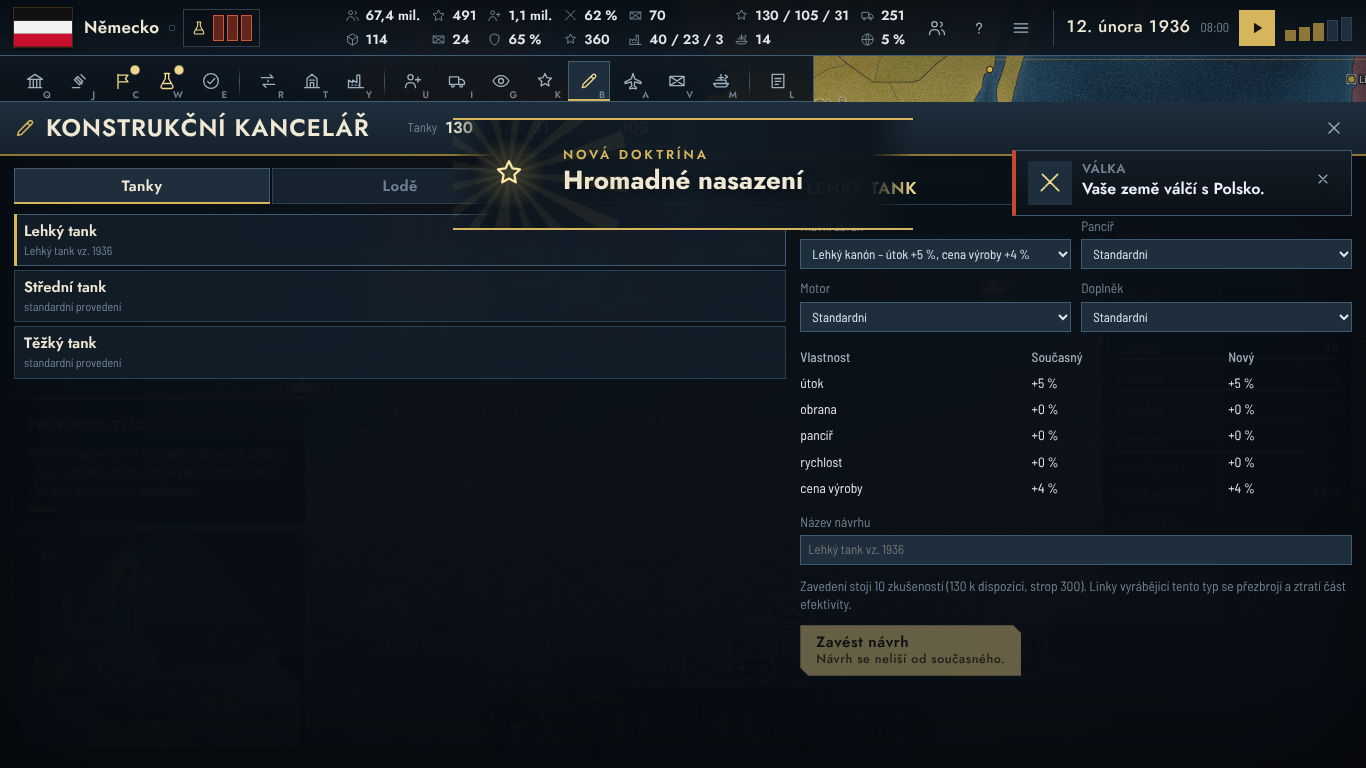 Německo
67,4 mil.
491
1,1 mil.
62 %
70
130 / 105 / 31
251
114
24
65 %
360
40 / 23 / 3
14
5 %
?
12. února 1936
08:00
Q
J
C
W
E
R
T
Y
U
I
G
K
B
A
V
M
L
KONSTRUKČNÍ KANCELÁŘ
Tanky 130
105
NOVÁ DOKTRÍNA
Hromadné nasazení
VÁLKA
Vaše země válčí s Polsko.
Tanky
Lodě
LEHKÝ TANK
Lehký tank
Lehký tank vz. 1936
Střední tank
standardní provedení
Těžký tank
standardní provedení
Pancíř
Lehký kanón – útok +5 %, cena výroby +4 %
Standardní
Motor
Doplněk
Standardní
Standardní
Vlastnost Současný Nový
útok +5 % +5 %
obrana +0 % +0 %
pancíř +0 % +0 %
rychlost +0 % +0 %
cena výroby +4 % +4 %
Název návrhu
Lehký tank vz. 1936
Zavedení stojí 10 zkušeností (130 k dispozici, strop 300). Linky vyrábějící tento typ se přezbrojí a ztratí část
efektivity.
Zavést návrh
Návrh se neliší od současného.
PRŮVODCE 2/10